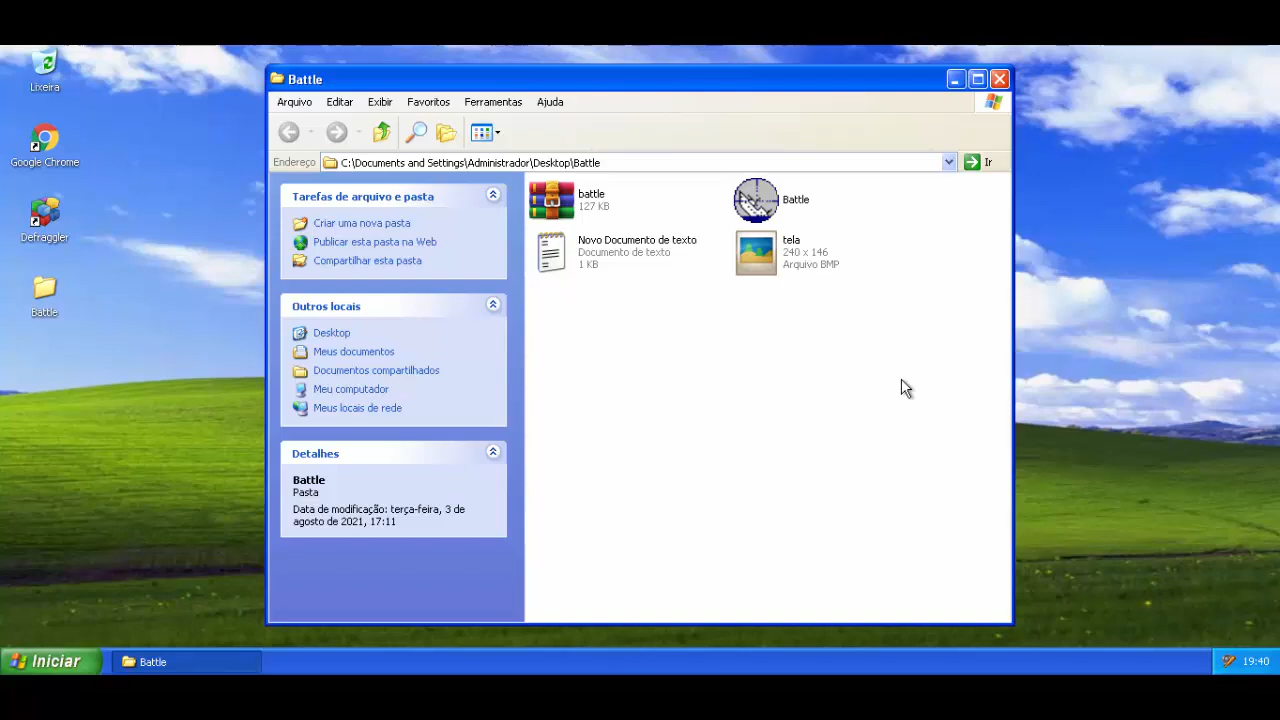 Lixeira
Google Chrome
Defraggler
Battle
Battle
Arquivo Editar Exibir Favoritos Ferramentas Ajuda
Endereço C:\Documents and Settings\Administrador\Desktop\Battle Ir
Tarefas de arquivo e pasta
Criar uma nova pasta
Publicar esta pasta na Web
Compartilhar esta pasta
Outros locais
Desktop
Meus documentos
Documentos compartilhados
Meu computador
Meus locais de rede
Detalhes
Battle
Pasta
Data de modificação: terça-feira, 3 de
agosto de 2021, 17:11
battle
127 KB
Battle
Novo Documento de texto
Documento de texto
1 KB
tela
240 x 146
Arquivo BMP
Iniciar Battle 19:40